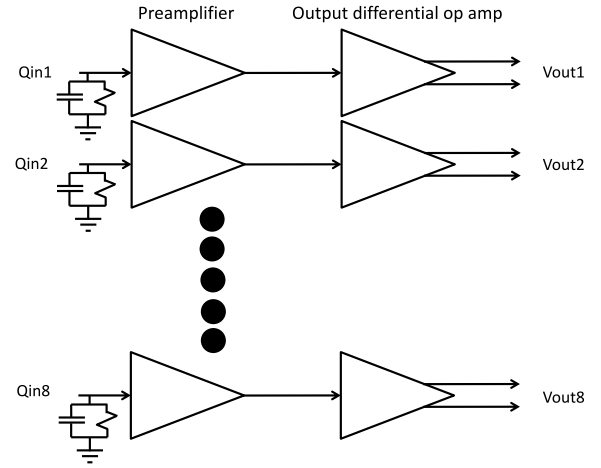 Preamplifier
Output differential op amp
Qin1
Vout1
Qin2
Vout2
Qin8
Vout8